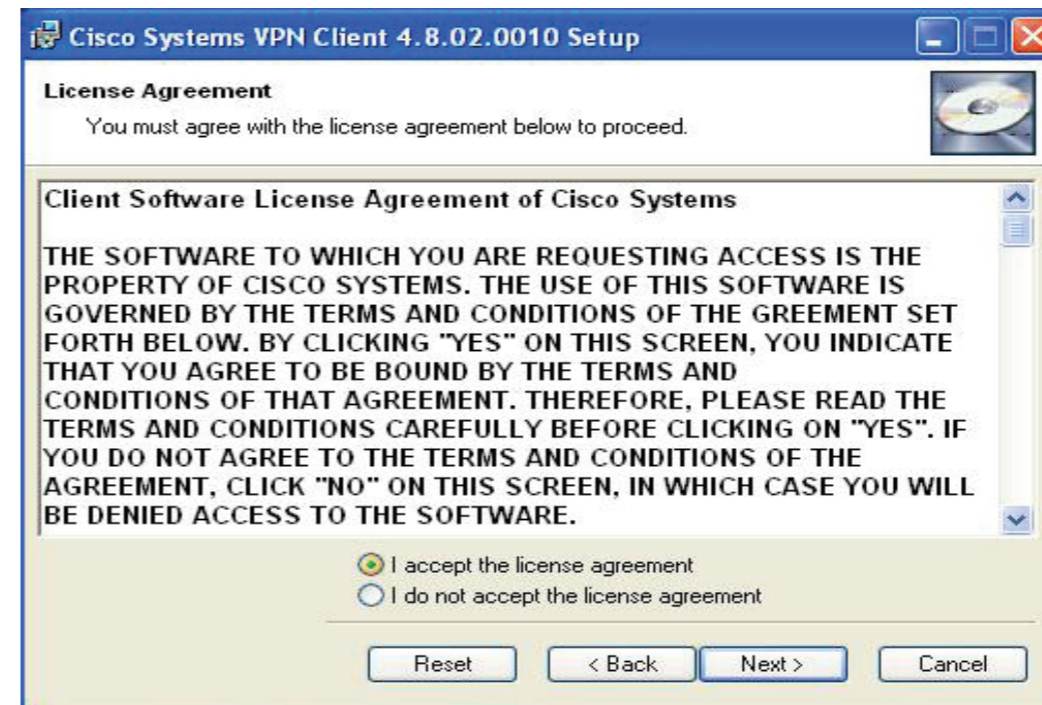 Cisco Systems VPN Client 4.8.02.0010 Setup
License Agreement
You must agree with the license agreement below to proceed.
Client Software License Agreement of Cisco Systems
THE SOFTWARE TO WHICH YOU ARE REQUESTING ACCESS IS THE
PROPERTY OF CISCO SYSTEMS. THE USE OF THIS SOFTWARE IS
GOVERNED BY THE TERMS AND CONDITIONS OF THE GREEMENT SET
FORTH BELOW. BY CLICKING "YES" ON THIS SCREEN, YOU INDICATE
THAT YOU AGREE TO BE BOUND BY THE TERMS AND
CONDITIONS OF THAT AGREEMENT. THEREFORE, PLEASE READ THE
TERMS AND CONDITIONS CAREFULLY BEFORE CLICKING ON "YES". IF
YOU DO NOT AGREE TO THE TERMS AND CONDITIONS OF THE
AGREEMENT, CLICK "NO" ON THIS SCREEN, IN WHICH CASE YOU WILL
BE DENIED ACCESS TO THE SOFTWARE.
I accept the license agreement
I do not accept the license agreement
Reset < Back Next > Cancel